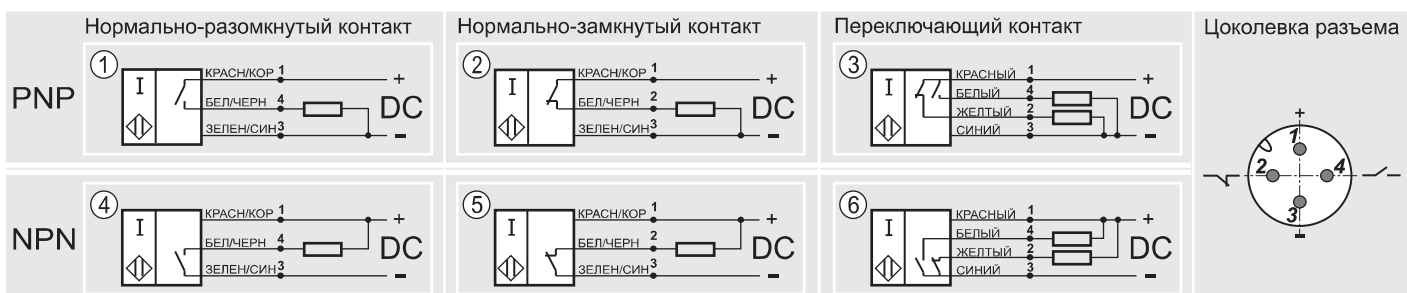 Нормально-разомкнутый контакт
Нормально-замкнутый контакт
Переключающий контакт
Цоколевка разъема
PNP
1
I
КРАСН/КОР 1
БЕЛ/ЧЕРН 4
ЗЕЛЕН/СИН 3
+
DC
-
2
I
КРАСН/КОР 1
БЕЛ/ЧЕРН 2
ЗЕЛЕН/СИН 3
+
DC
-
3
I
КРАСНЫЙ 1
БЕЛЫЙ 4
ЖЕЛТЫЙ 2
СИНИЙ 3
+
DC
-
NPN
4
I
КРАСН/КОР 1
БЕЛ/ЧЕРН 4
ЗЕЛЕН/СИН 3
+
DC
-
5
I
КРАСН/КОР 1
БЕЛ/ЧЕРН 2
ЗЕЛЕН/СИН 3
+
DC
-
6
I
КРАСНЫЙ 1
БЕЛЫЙ 4
ЖЕЛТЫЙ 2
СИНИЙ 3
+
DC
-
+
1
2
4
3
-